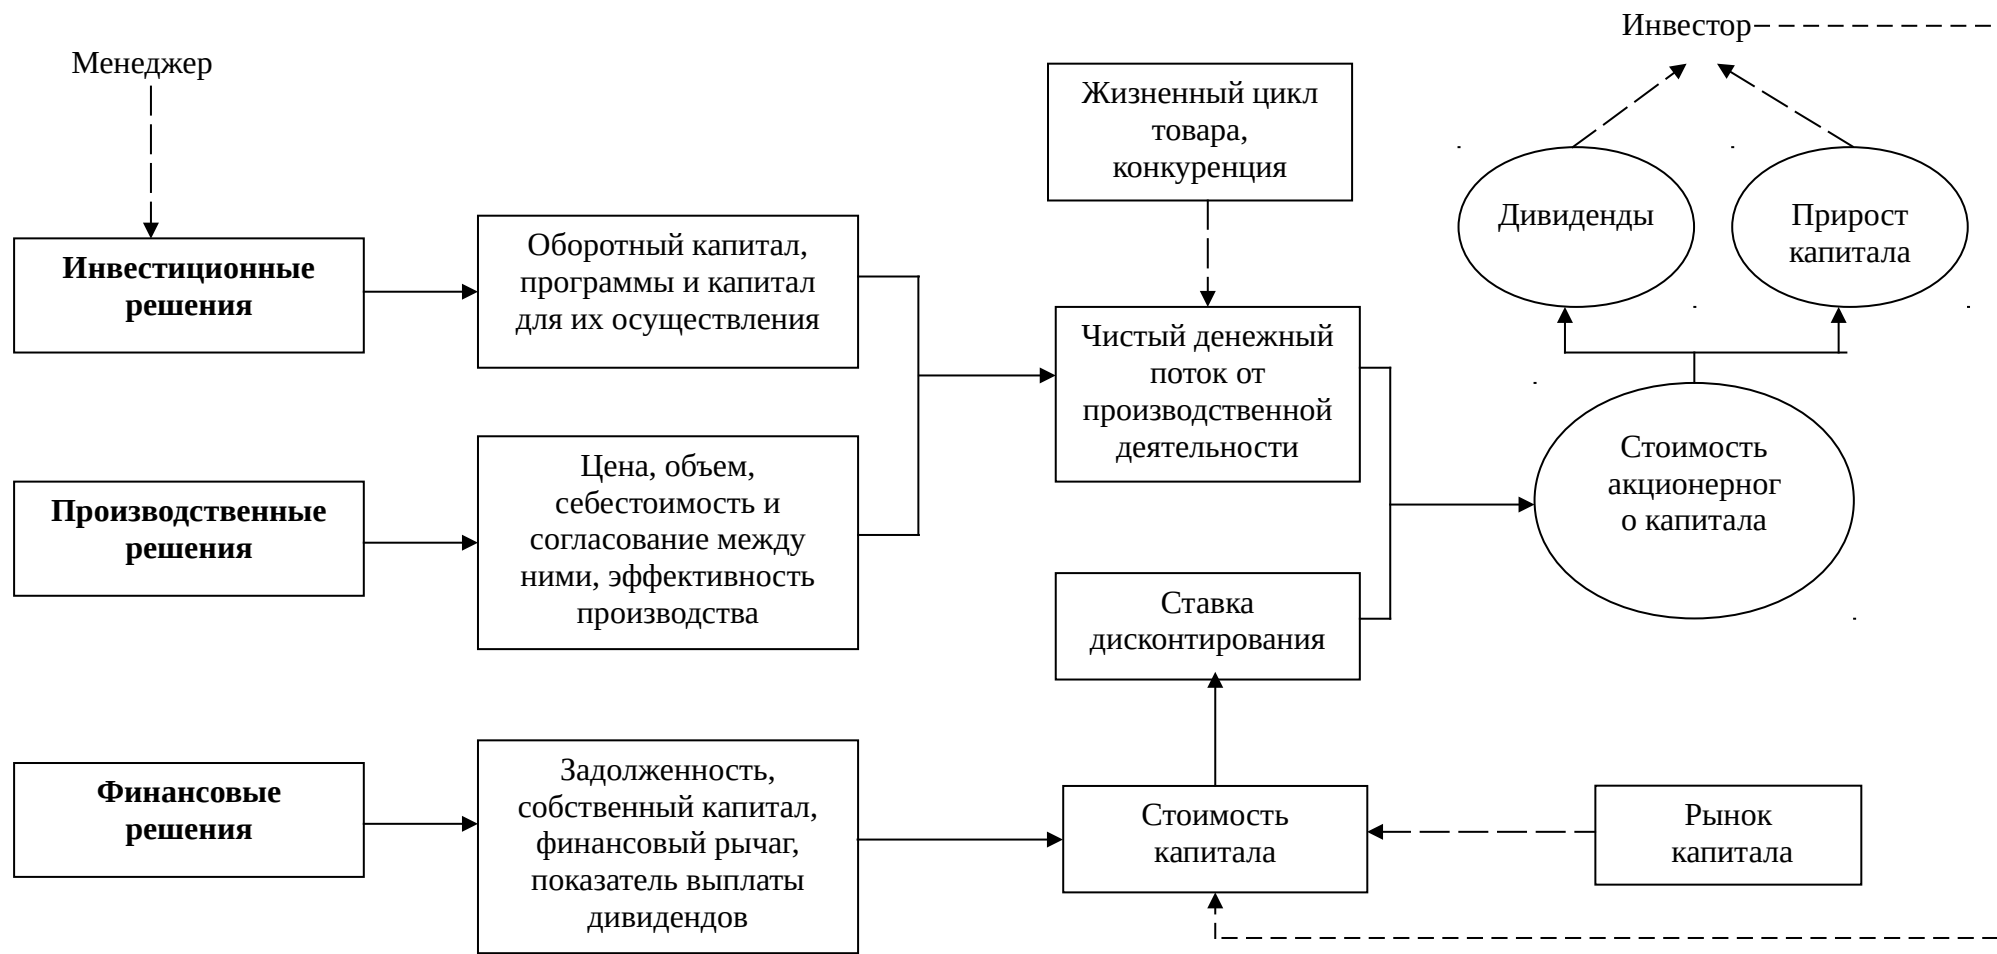 Инвестор
Менеджер
Жизненный цикл
товара,
конкуренция
Дивиденды
Прирост
капитала
Инвестиционные
решения
Оборотный капитал,
программы и капитал
для их осуществления
Чистый денежный
поток от
производственной
деятельности
Стоимость
акционерног
о капитала
Производственные
решения
Цена, объем,
себестоимость и
согласование между
ними, эффективность
производства
Ставка
дисконтирования
Финансовые
решения
Задолженность,
собственный капитал,
финансовый рычаг,
показатель выплаты
дивидендов
Стоимость
капитала
Рынок
капитала